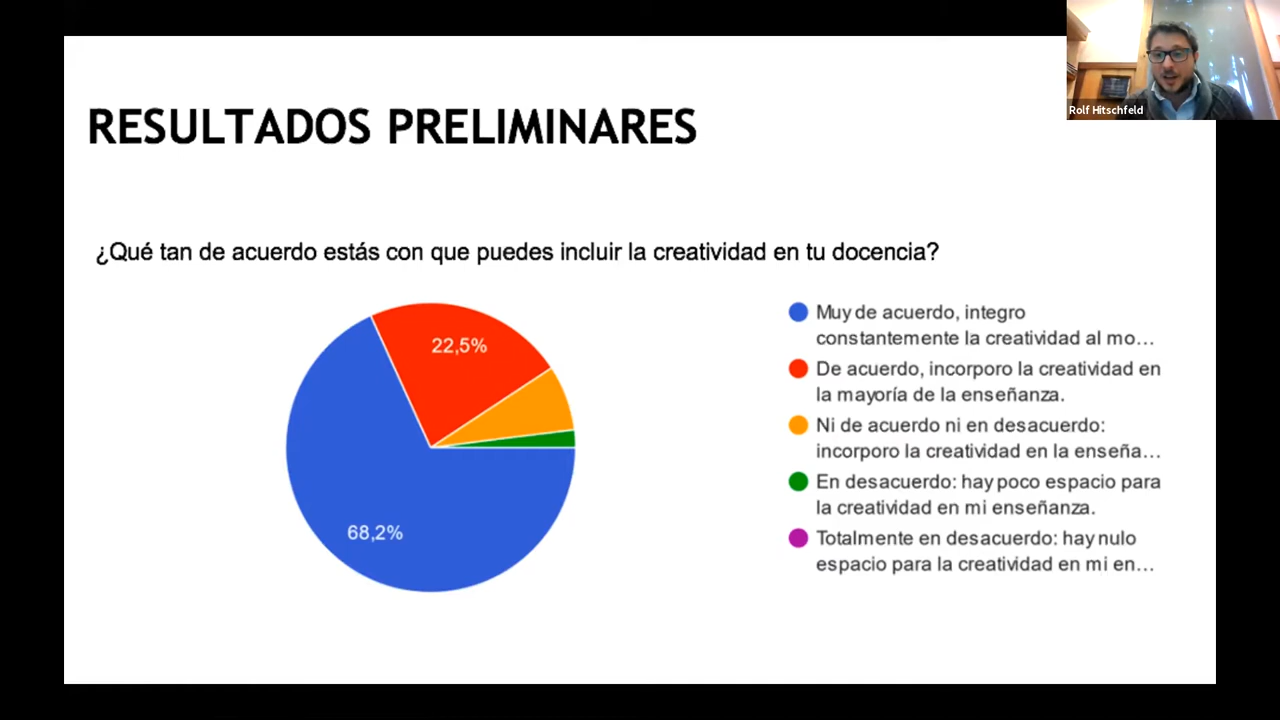 Rolf Hitschfeld
RESULTADOS PRELIMINARES
¿Qué tan de acuerdo estás con que puedes incluir la creatividad en tu docencia?
22,5%
68,2%
Muy de acuerdo, integro
constantemente la creatividad al mo…
De acuerdo, incorporo la creatividad en
la mayoría de la enseñanza.
Ni de acuerdo ni en desacuerdo:
incorporo la creatividad en la enseña…
En desacuerdo: hay poco espacio para
la creatividad en mi enseñanza.
Totalmente en desacuerdo: hay nulo
espacio para la creatividad en mi en…